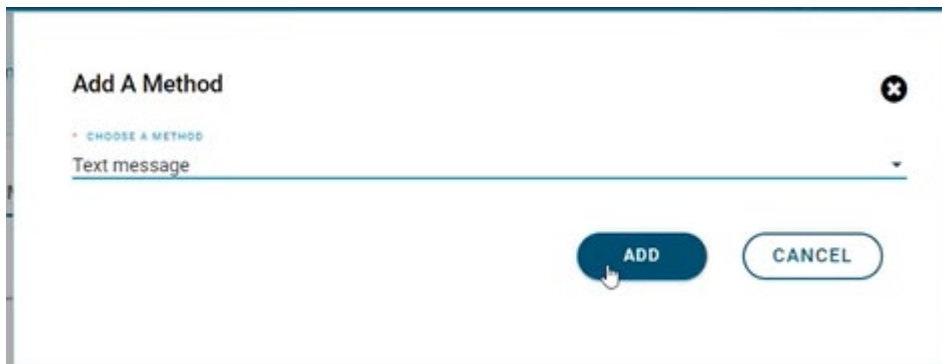 Add A Method
* CHOOSE A METHOD
Text message
ADD
CANCEL